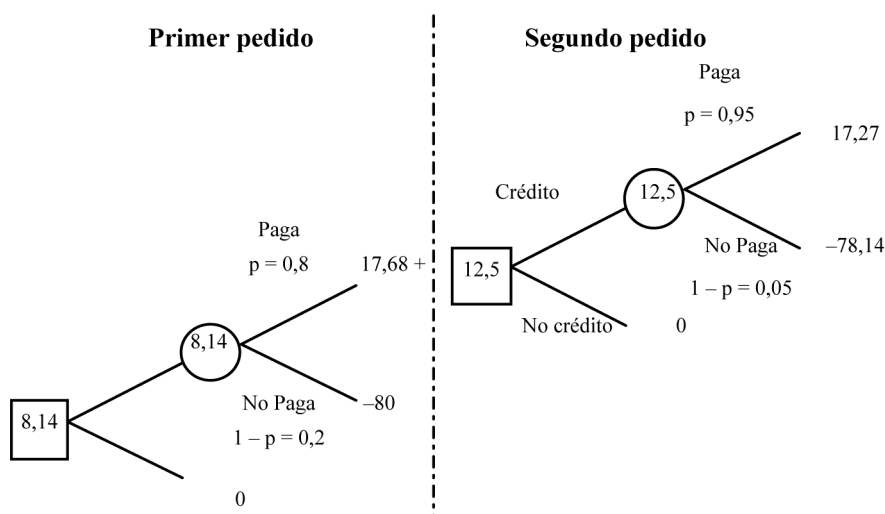 Primer pedido
Paga
p = 0,8
17,68 +
8,14
8,14
No Paga
–80
1 – p = 0,2
0
Segundo pedido
Paga
p = 0,95
17,27
Crédito
12,5
12,5
No Paga
–78,14
1 – p = 0,05
No crédito
0